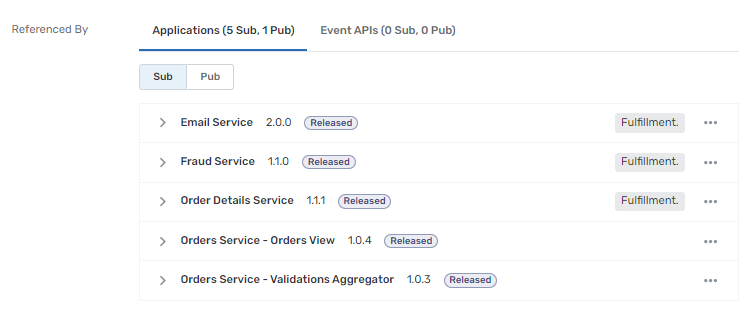 Referenced By
Applications (5 Sub, 1 Pub) Event APIs (0 Sub, 0 Pub)
Sub Pub
Email Service 2.0.0 Released Fulfillment.
Fraud Service 1.1.0 Released Fulfillment.
Order Details Service 1.1.1 Released Fulfillment.
Orders Service - Orders View 1.0.4 Released
Orders Service - Validations Aggregator 1.0.3 Released